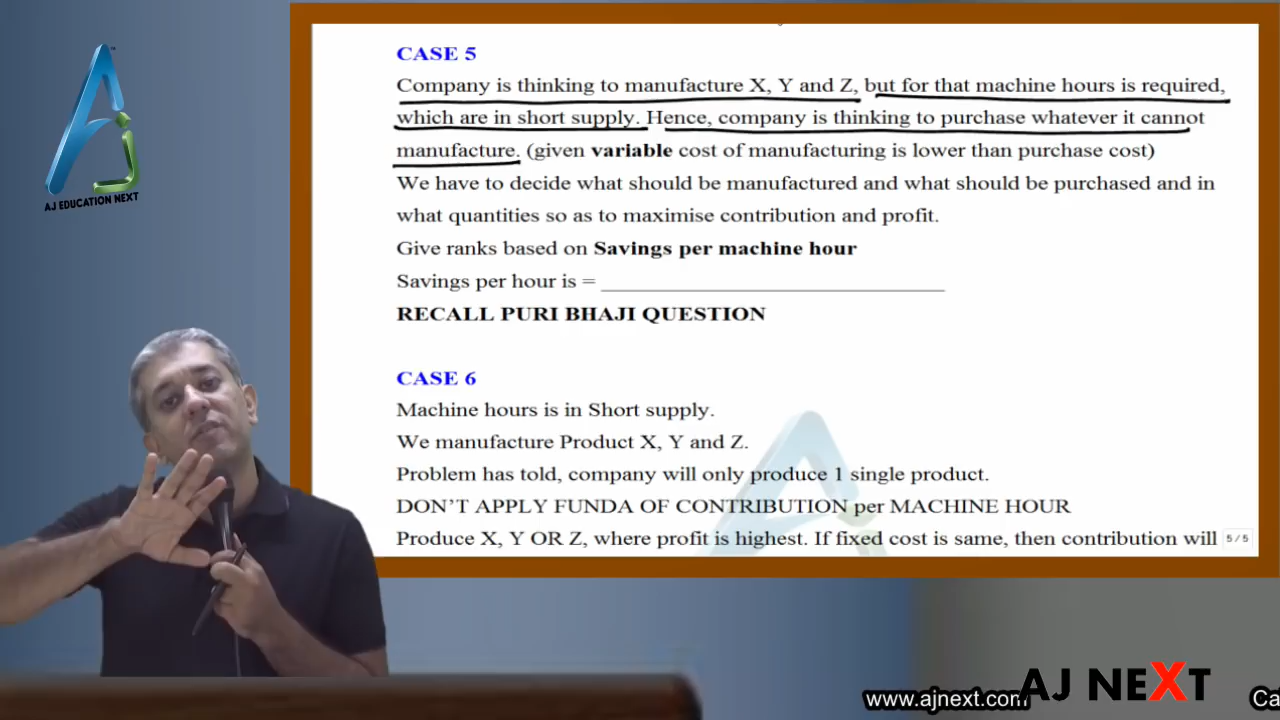 CASE 5
Company is thinking to manufacture X, Y and Z, but for that machine hours is required,
which are in short supply. Hence, company is thinking to purchase whatever it cannot
manufacture. (given variable cost of manufacturing is lower than purchase cost)
We have to decide what should be manufactured and what should be purchased and in
what quantities so as to maximise contribution and profit.
Give ranks based on Savings per machine hour
Savings per hour is = ________________________________
RECALL PURI BHAJI QUESTION
CASE 6
Machine hours is in Short supply.
We manufacture Product X, Y and Z.
Problem has told, company will only produce 1 single product.
DON'T APPLY FUNDA OF CONTRIBUTION per MACHINE HOUR
Produce X, Y OR Z, where profit is highest. If fixed cost is same, then contribution will
5 / 5
AJ EDUCATION NEXT
AJ NEXT
www.ajnext.com
Ca